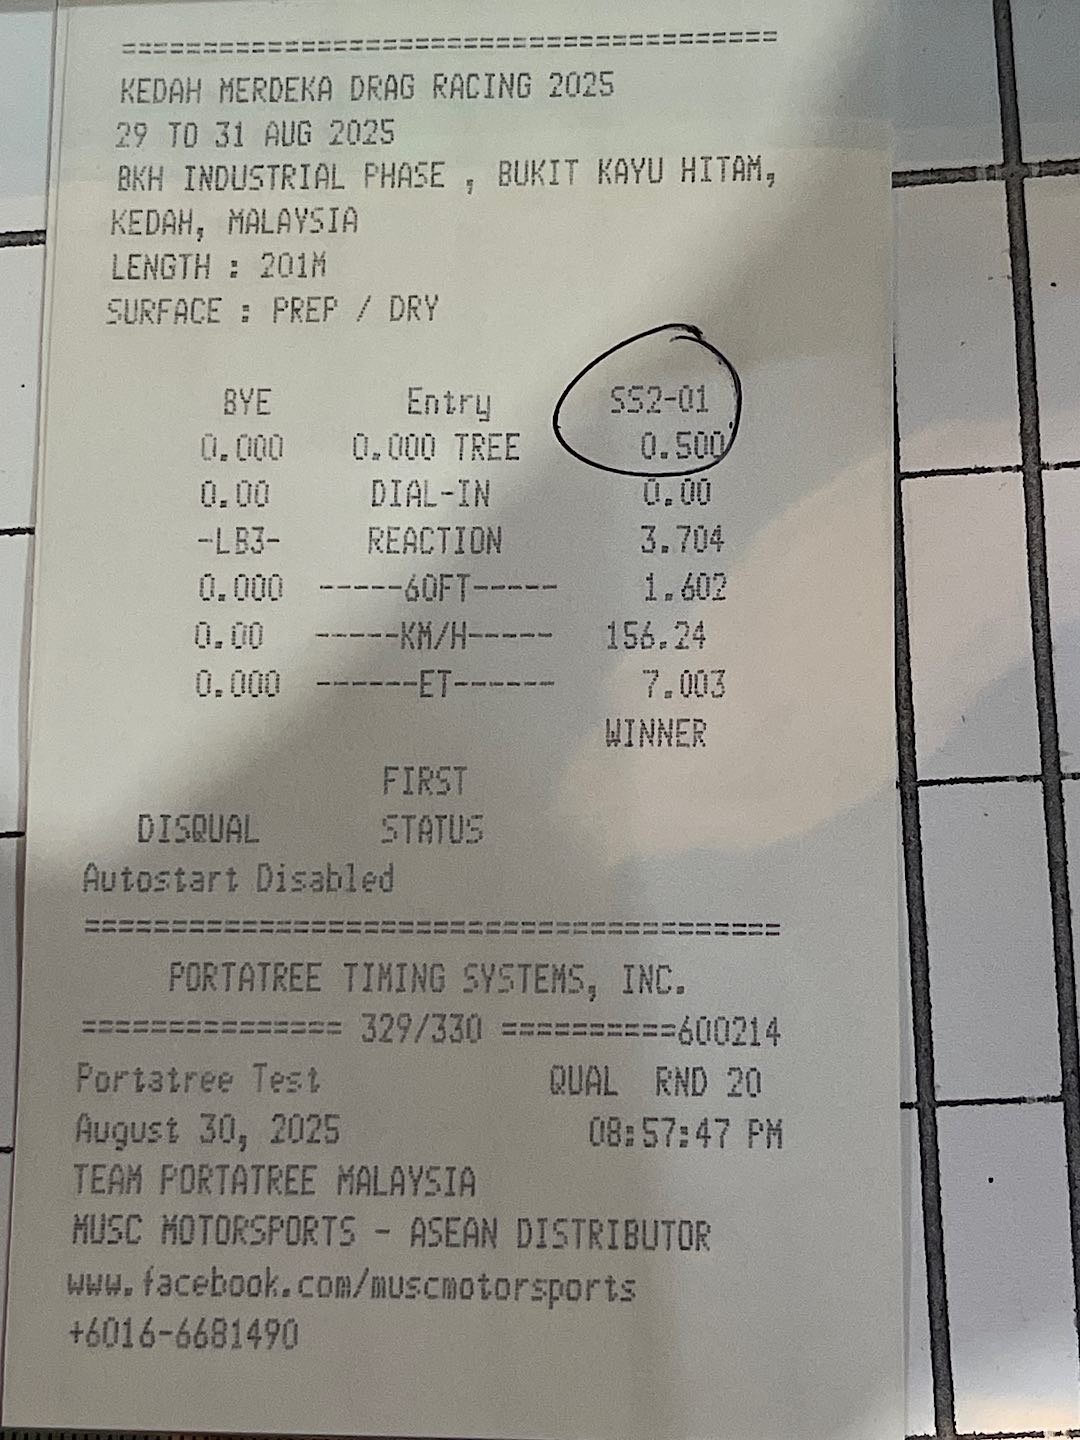 ========================================
KEDAH MERDEKA DRAG RACING 2025
29 TO 31 AUG 2025
BKH INDUSTRIAL PHASE , BUKIT KAYU HITAM,
KEDAH, MALAYSIA
LENGTH : 201M
SURFACE : PREP / DRY
BYE Entry SS2-01
0.000 0.000 TREE 0.500
0.00 DIAL-IN 0.00
-LB3- REACTION 3.704
0.000 -----60FT----- 1.602
0.00 -----KM/H----- 156.24
0.000 ------ET------ 7.003
WINNER
FIRST
DISQUAL STATUS
Autostart Disabled
========================================
PORTATREE TIMING SYSTEMS, INC.
=============== 329/330 ==========600214
Portatree Test QUAL RND 20
August 30, 2025 08:57:47 PM
TEAM PORTATREE MALAYSIA
MUSC MOTORSPORTS - ASEAN DISTRIBUTOR
www.facebook.com/muscmotorsports
+6016-6681490